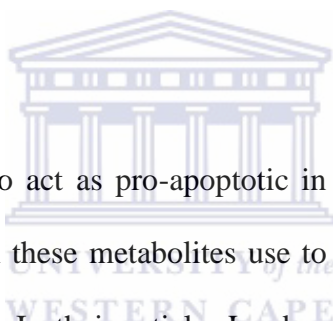 o act as pro-apoptotic in
these metabolites use to
UNIVERSITY of the
WESTERN CAPE